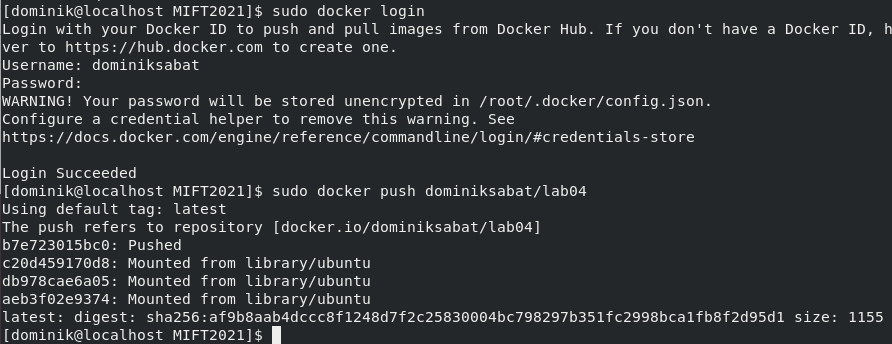 [dominik@localhost MIFT2021]$ sudo docker login
Login with your Docker ID to push and pull images from Docker Hub. If you don't have a Docker ID, h
ver to https://hub.docker.com to create one.
Username: dominiksabat
Password:
WARNING! Your password will be stored unencrypted in /root/.docker/config.json.
Configure a credential helper to remove this warning. See
https://docs.docker.com/engine/reference/commandline/login/#credentials-store
Login Succeeded
[dominik@localhost MIFT2021]$ sudo docker push dominiksabat/lab04
Using default tag: latest
The push refers to repository [docker.io/dominiksabat/lab04]
b7e723015bc0: Pushed
c20d459170d8: Mounted from library/ubuntu
db978cae6a05: Mounted from library/ubuntu
aeb3f02e9374: Mounted from library/ubuntu
latest: digest: sha256:af9b8aab4dccc8f1248d7f2c25830004bc798297b351fc2998bca1fb8f2d95d1 size: 1155
[dominik@localhost MIFT2021]$